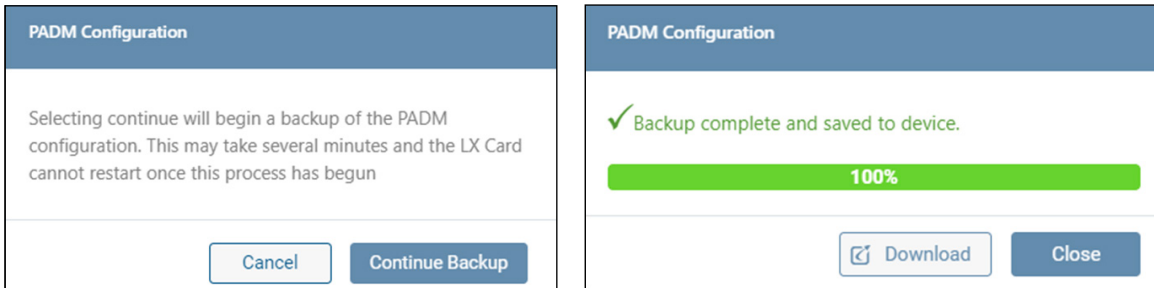 PADM Configuration
Selecting continue will begin a backup of the PADM
configuration. This may take several minutes and the LX Card
cannot restart once this process has begun
Cancel
Continue Backup
PADM Configuration
Backup complete and saved to device.
100%
Download
Close